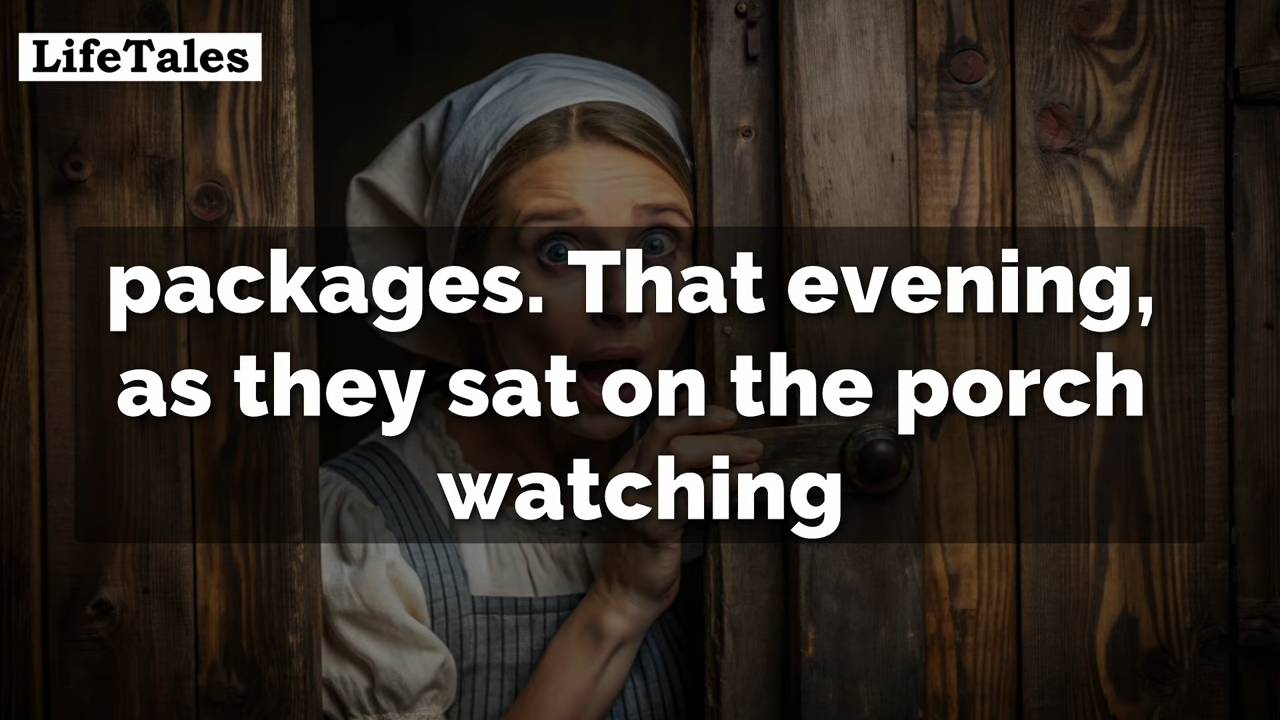 LifeTales
packages. That evening,
as they sat on the porch
watching